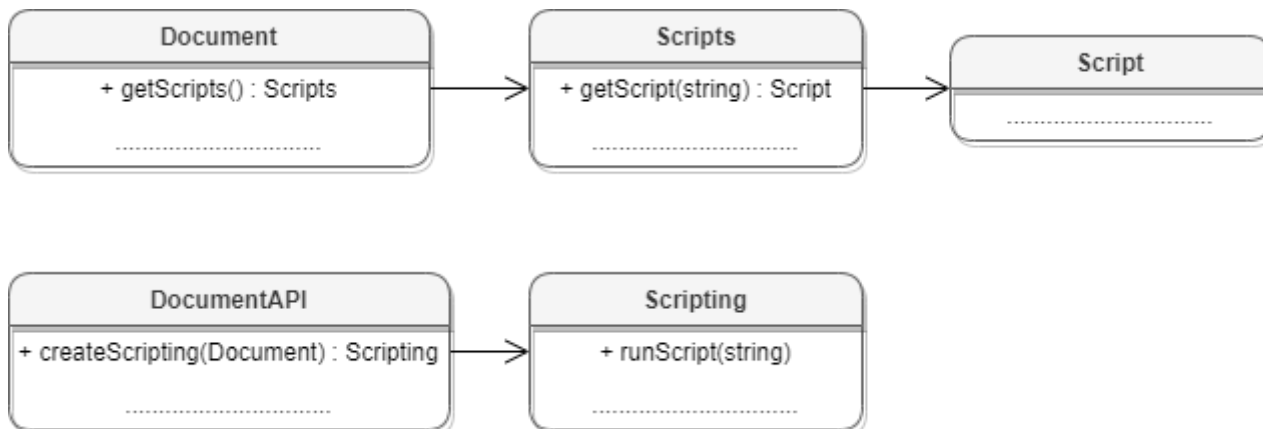 Document
+ getScripts() : Scripts
................................
Scripts
+ getScript(string) : Script
................................
Script
................................
DocumentAPI
+ createScripting(Document) : Scripting
................................
Scripting
+ runScript(string)
................................